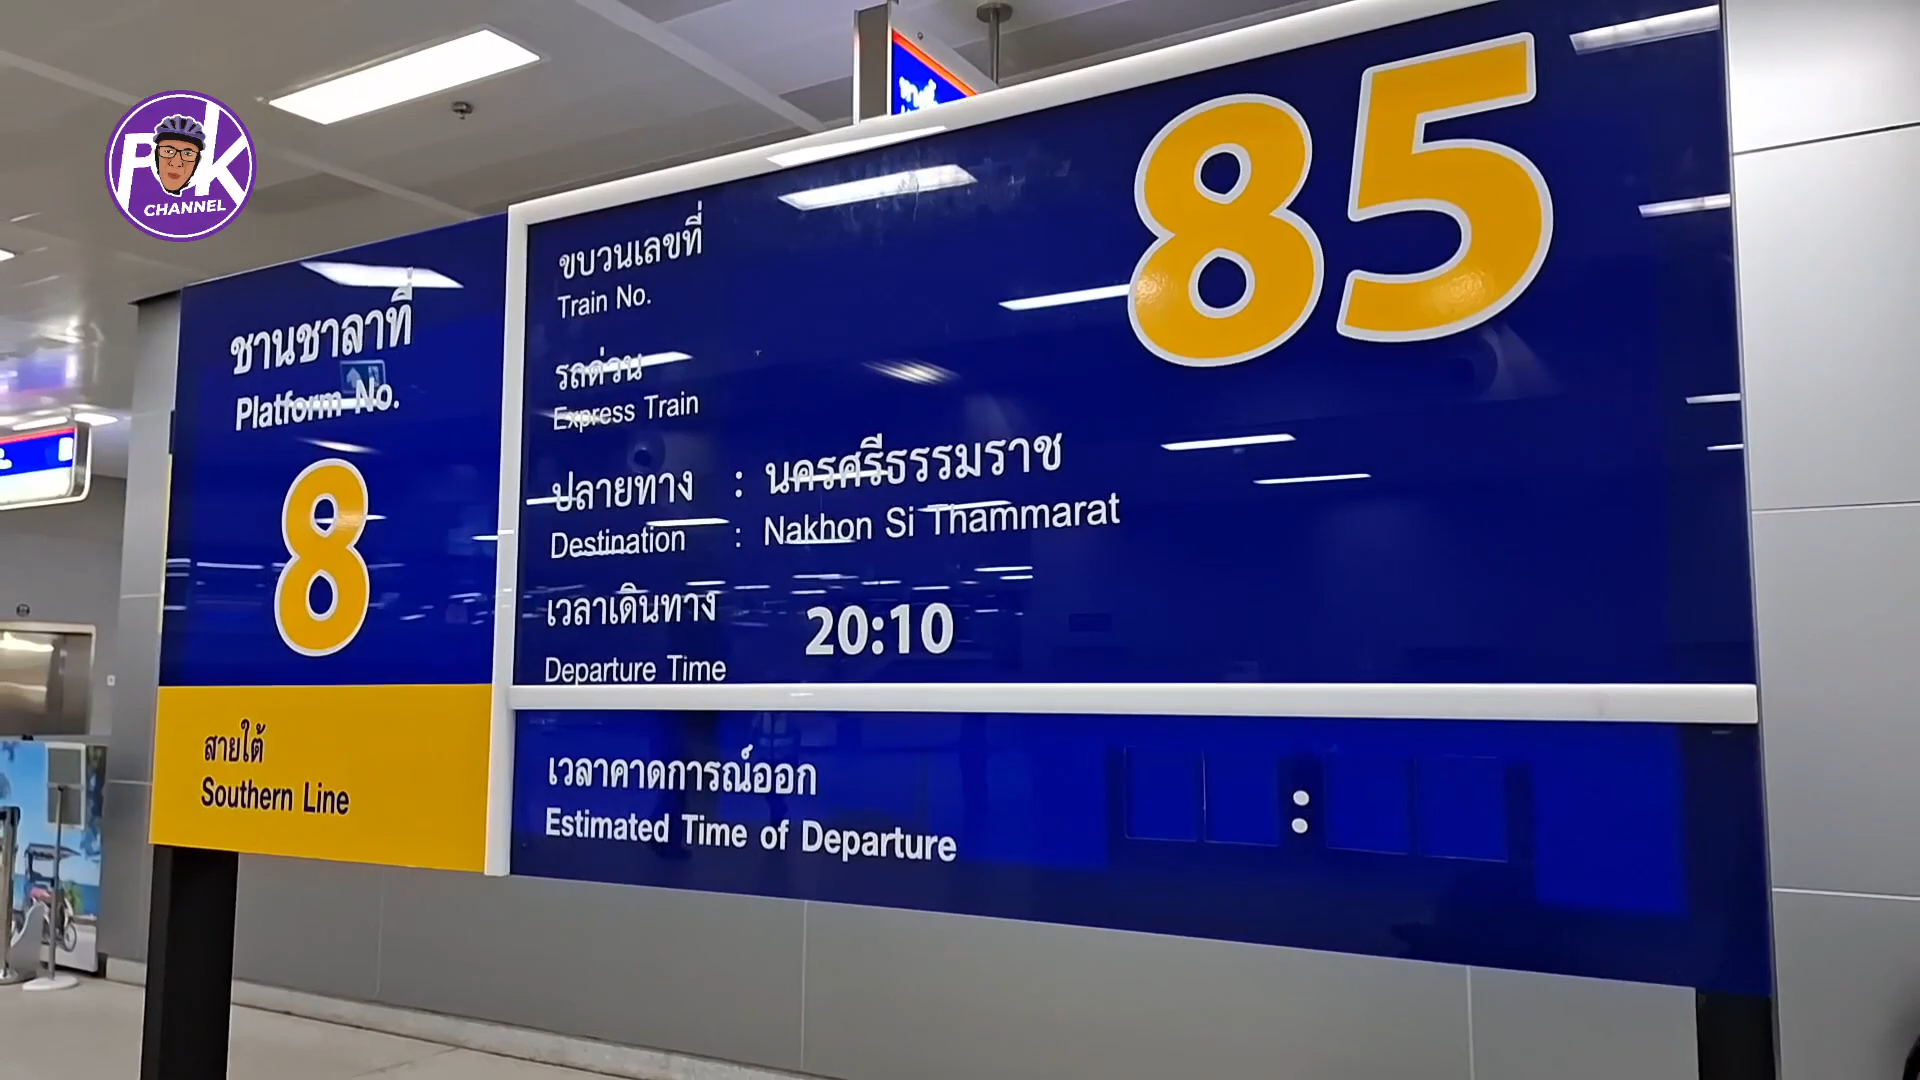 PK
CHANNEL
ชานชาลาที่
Platform No.
8
สายใต้
Southern Line
ขบวนเลขที่
Train No.
85
รถด่วน
Express Train
ปลายทาง : นครศรีธรรมราช
Destination : Nakhon Si Thammarat
เวลาเดินทาง
20:10
Departure Time
เวลาคาดการณ์ออก
:
Estimated Time of Departure